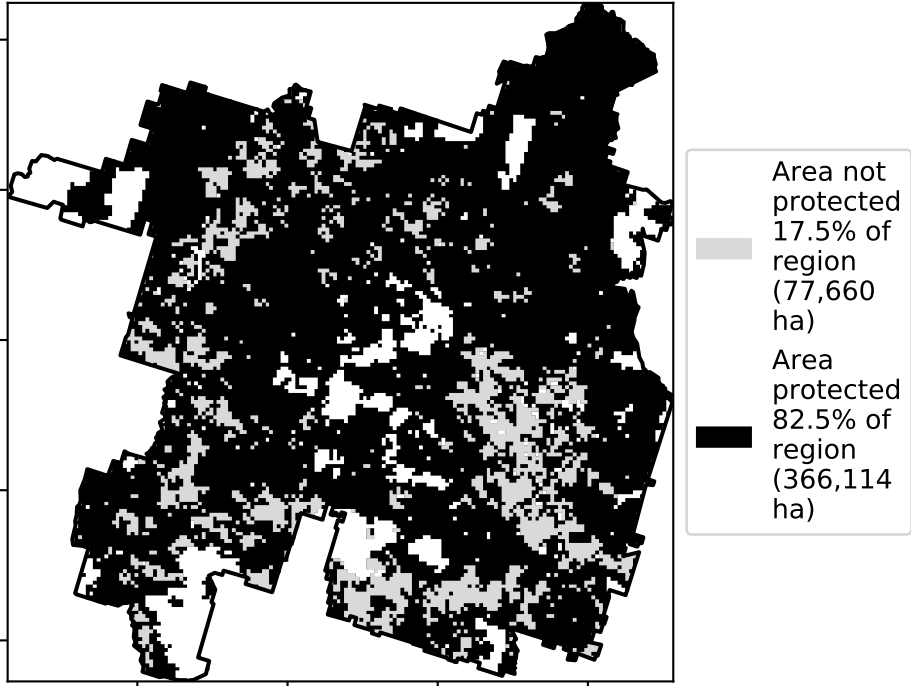 Area not
protected
17.5% of
region
(77,660
ha)
Area
protected
82.5% of
region
(366,114
ha)